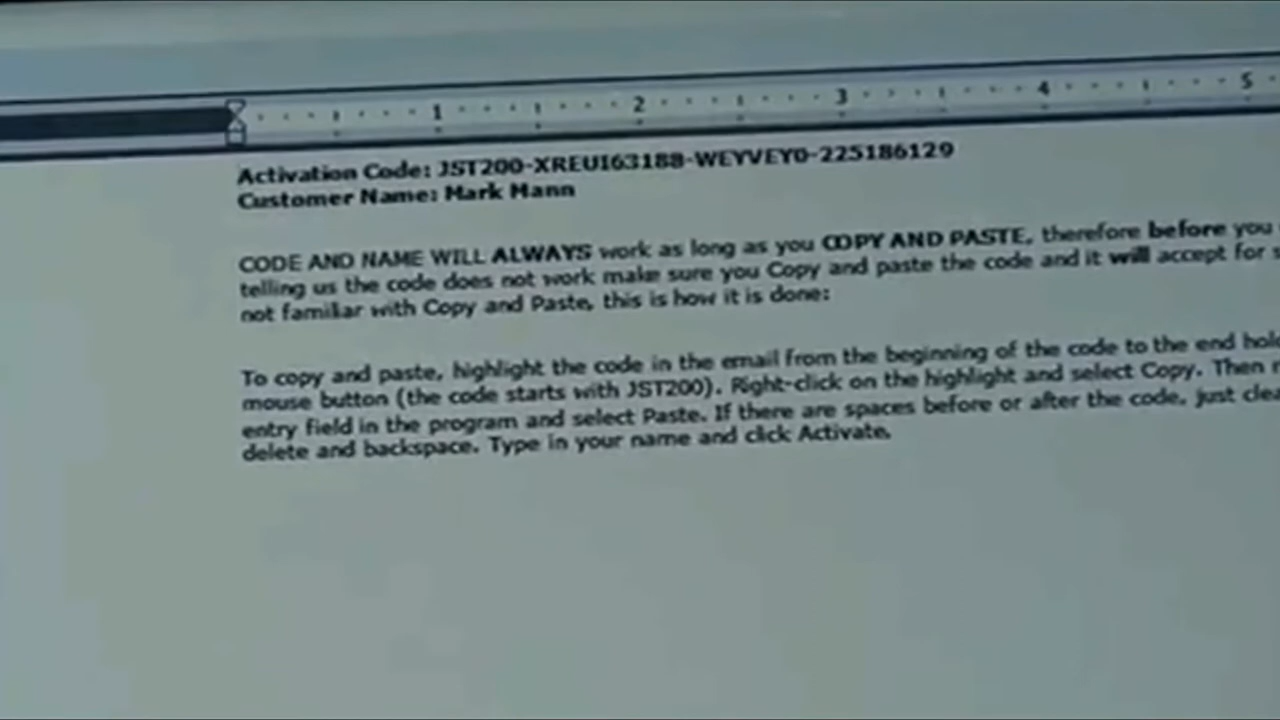 1 2 3 4 5
Activation Code: JST200-XREUI63188-WEYVEY0-225186129
Customer Name: Mark Mann
CODE AND NAME WILL ALWAYS work as long as you COPY AND PASTE, therefore before you
telling us the code does not work make sure you Copy and paste the code and it will accept for
not familiar with Copy and Paste, this is how it is done:
To copy and paste, highlight the code in the email from the beginning of the code to the end
mouse button (the code starts with JST200). Right-click on the highlight and select Copy. Then
entry field in the program and select Paste. If there are spaces before or after the code, just
delete and backspace. Type in your name and click Activate.